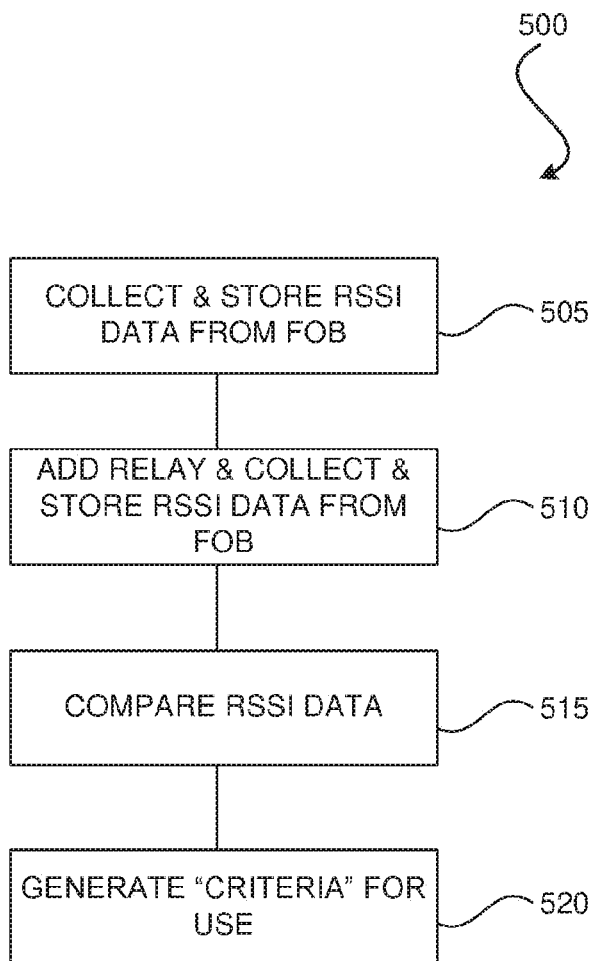 500
COLLECT & STORE RSSI
DATA FROM FOB
505
ADD RELAY & COLLECT &
STORE RSSI DATA FROM
FOB
510
COMPARE RSSI DATA
515
GENERATE "CRITERIA" FOR
USE
520